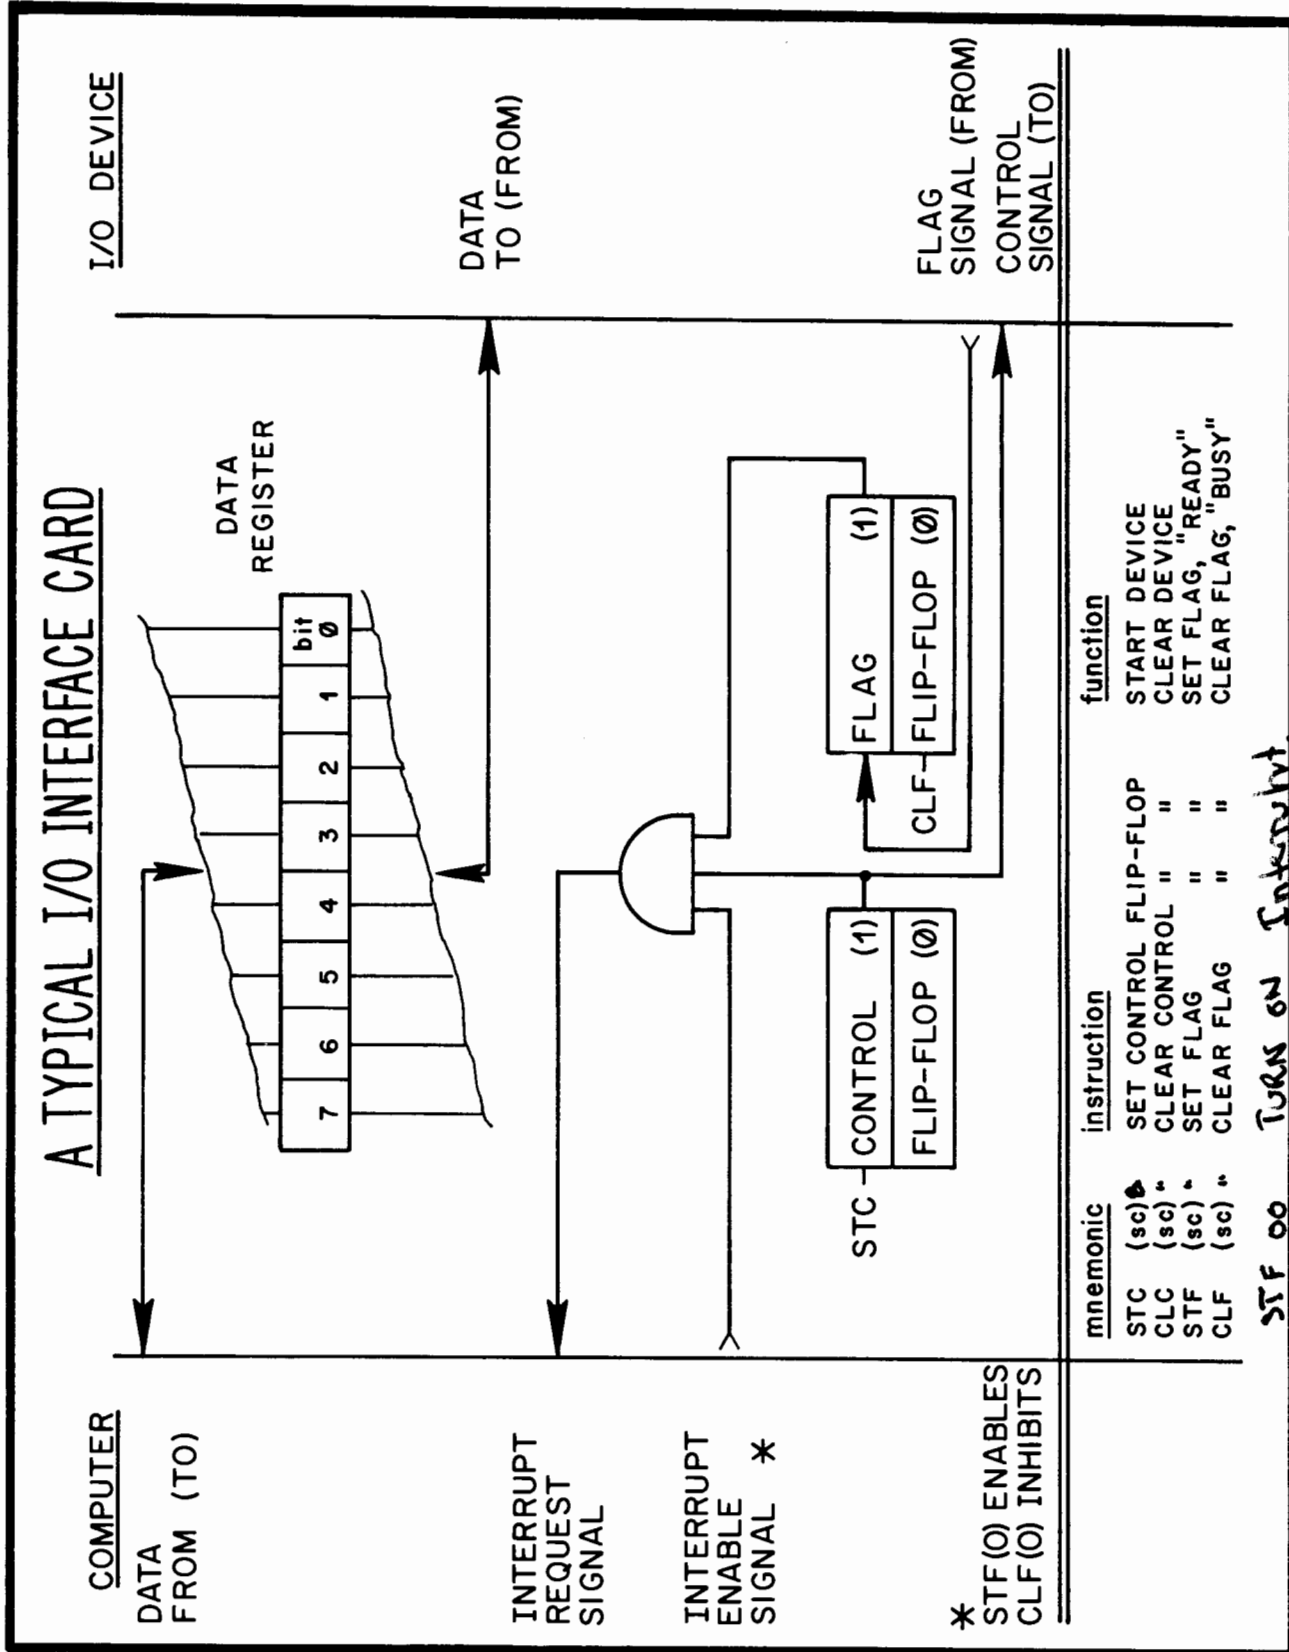 A TYPICAL I/O INTERFACE CARD
COMPUTER
I/O DEVICE
DATA
FROM (TO)
DATA
REGISTER
7 6 5 4 3 2 1 bit Ø
DATA
TO (FROM)
INTERRUPT
REQUEST
SIGNAL
INTERRUPT
ENABLE
SIGNAL *
STC
CONTROL (1)
FLIP-FLOP (Ø)
FLAG (1)
CLF
FLIP-FLOP (Ø)
FLAG
SIGNAL (FROM)
CONTROL
SIGNAL (TO)
*
STF (0) ENABLES
CLF (0) INHIBITS
mnemonic instruction function
STC (sc) SET CONTROL FLIP-FLOP START DEVICE
CLC (sc) " CLEAR CONTROL " " CLEAR DEVICE
STF (sc) " SET FLAG " " SET FLAG, "READY"
CLF (sc) " CLEAR FLAG " " CLEAR FLAG, "BUSY"
STF 00 TURN ON